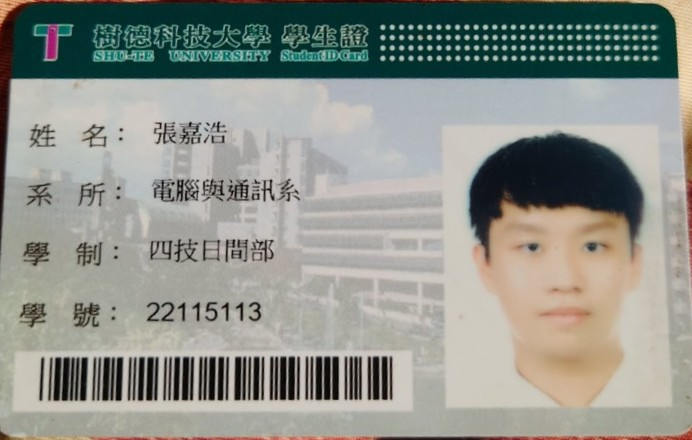 樹德科技大學 學生證
SHU-TE UNIVERSITY Student ID Card
姓 名： 張嘉浩
系 所： 電腦與通訊系
學 制： 四技日間部
學 號： 22115113